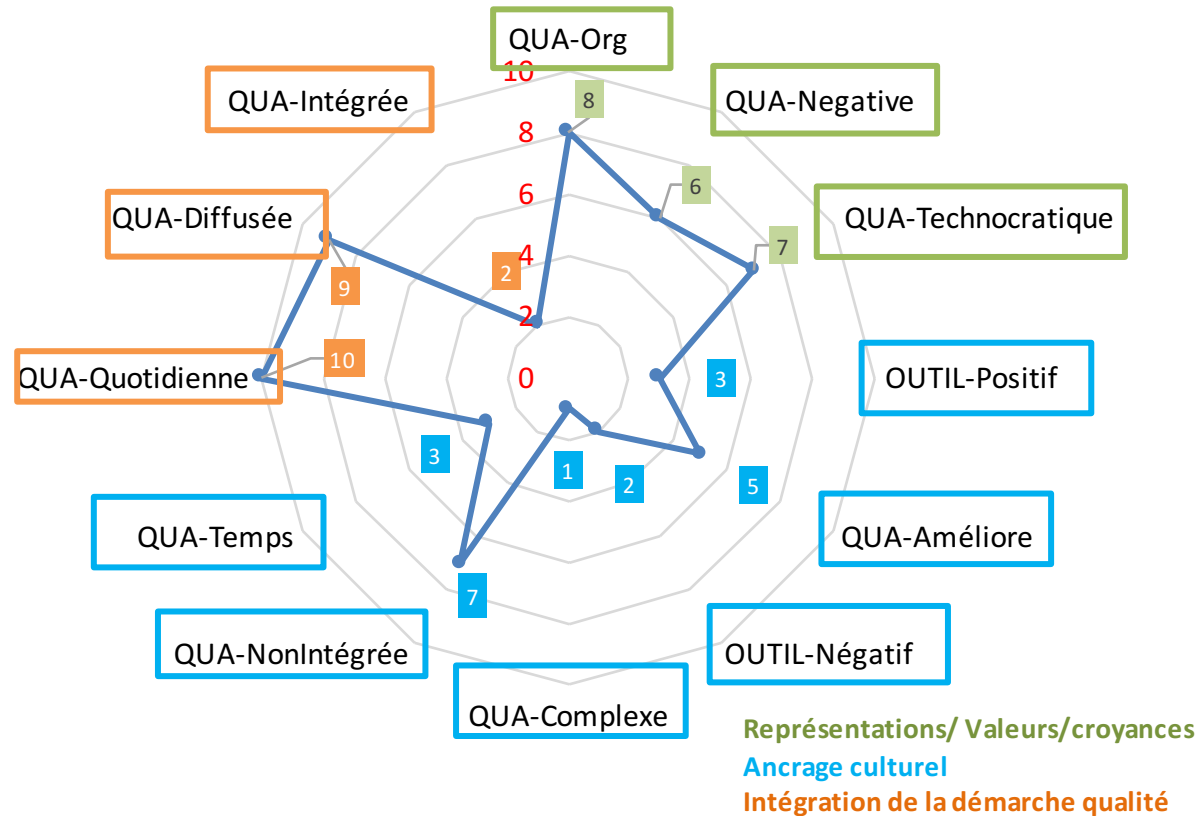 QUA-Org
QUA-Intégrée
QUA-Negative
10
8
8
QUA-Diffusée
6
6
QUA-Technocratique
4
7
2
9
2
10
QUA-Quotidienne
0
3
OUTIL-Positif
3
1
2
5
QUA-Temps
QUA-Améliore
7
QUA-NonIntégrée
OUTIL-Négatif
QUA-Complexe
Représentations/ Valeurs/croyances
Ancrage culturel
Intégration de la démarche qualité